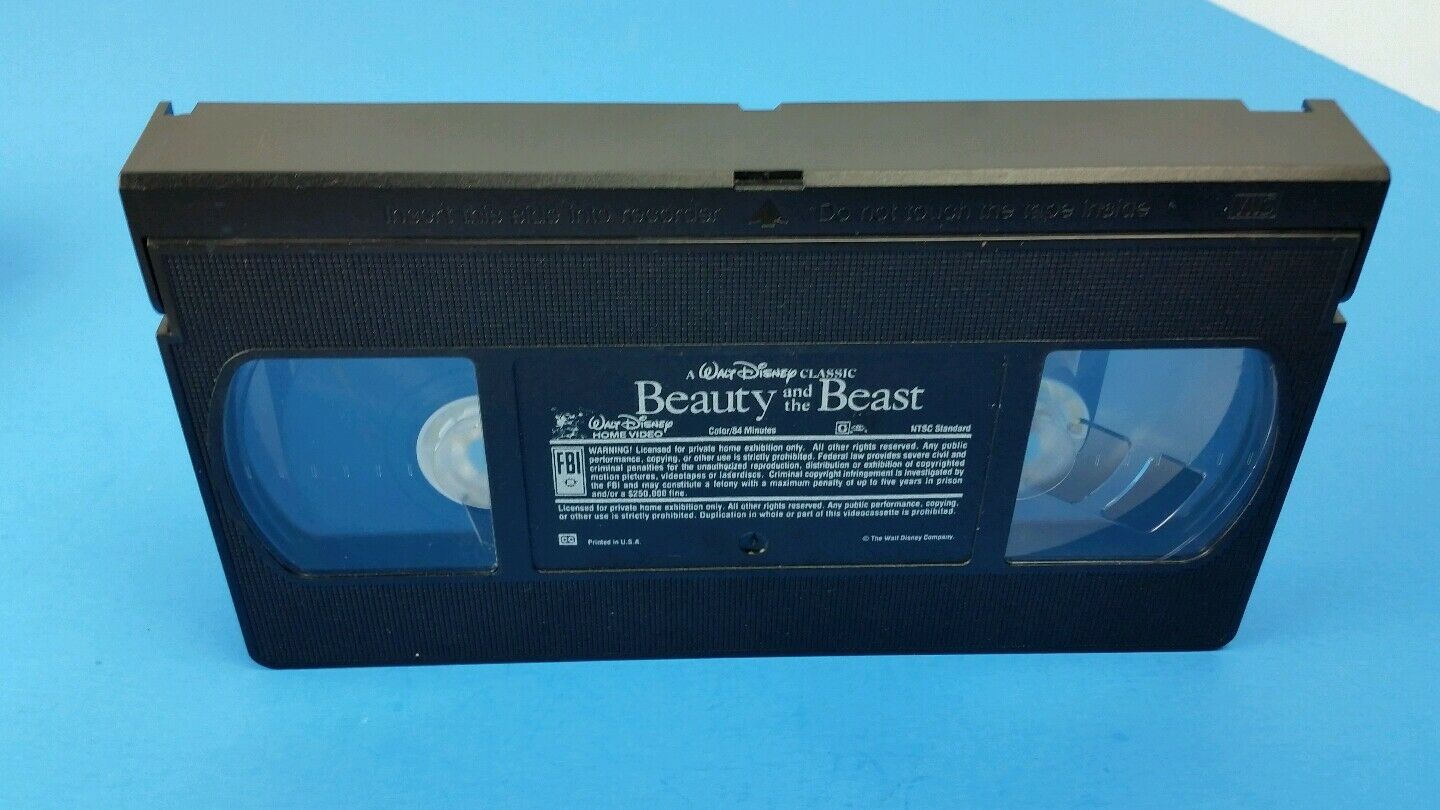 Insert this side into recorder Do not touch the tape inside VHS
A Walt Disney CLASSIC
Beauty and the Beast
Walt Disney
HOME VIDEO
Color/84 Minutes
NTSC Standard
FBI
WARNING! Licensed for private home exhibition only. All other rights reserved. Any public
performance, copying, or other use is strictly prohibited. Federal law provides severe civil and
criminal penalties for the unauthorized reproduction, distribution or exhibition of copyrighted
motion pictures, videotapes or laserdiscs. Criminal copyright infringement is investigated by
the FBI and may constitute a felony with a maximum penalty of up to five years in prison
and/or a $250,000 fine.
Licensed for private home exhibition only. All other rights reserved. Any public performance, copying,
or other use is strictly prohibited. Duplication in whole or part of this videocassette is prohibited.
CC Printed in U.S.A. © The Walt Disney Company.